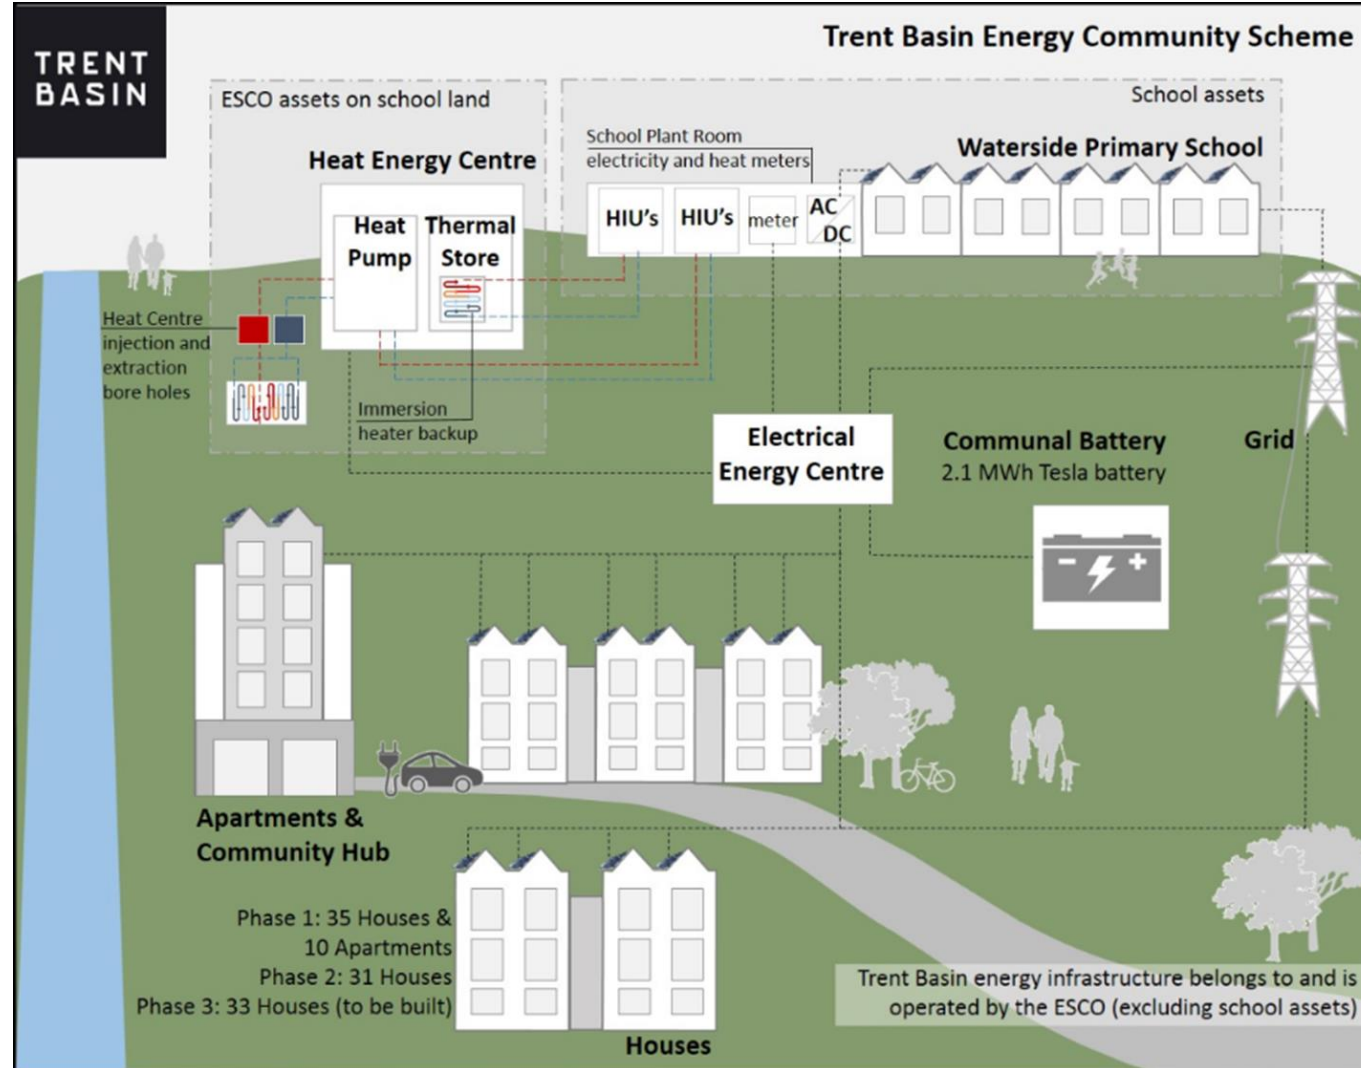 TRENT
BASIN
Trent Basin Energy Community Scheme
ESCO assets on school land
School assets
Heat Energy Centre
School Plant Room
electricity and heat meters
Waterside Primary School
Heat
Pump
Thermal
Store
HIU's
HIU's
meter
AC
DC
Heat Centre
injection and
extraction
bore holes
Immersion
heater backup
Electrical
Energy Centre
Communal Battery
2.1 MWh Tesla battery
Grid
Apartments &
Community Hub
Phase 1: 35 Houses &
10 Apartments
Phase 2: 31 Houses
Phase 3: 33 Houses (to be built)
Houses
Trent Basin energy infrastructure belongs to and is
operated by the ESCO (excluding school assets)